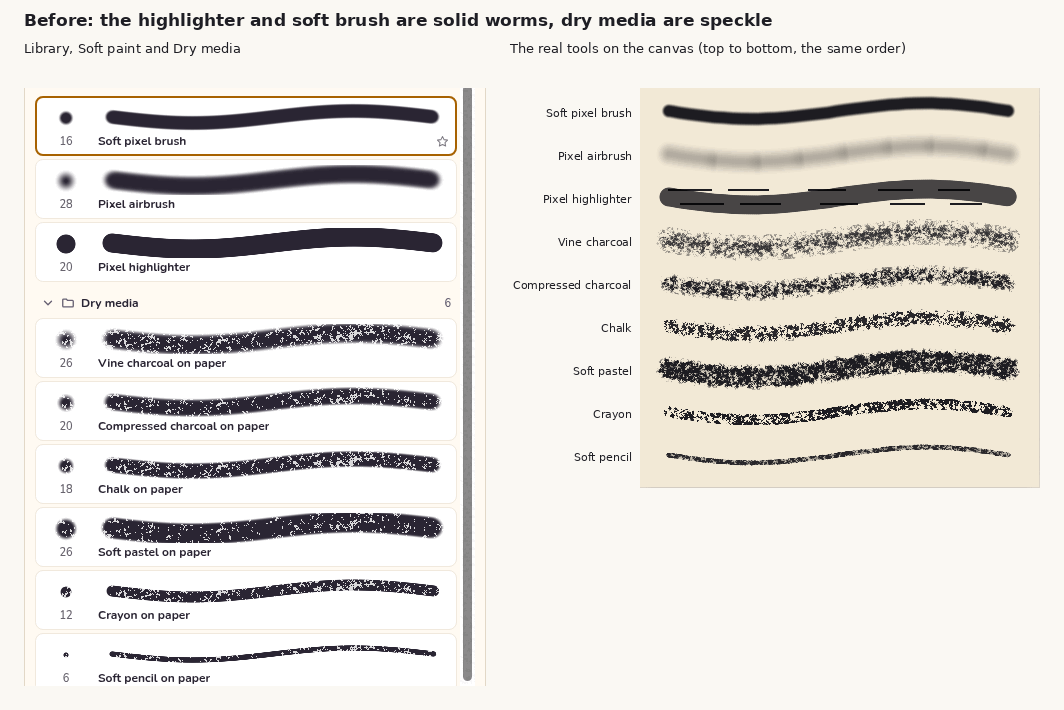 Before: the highlighter and soft brush are solid worms, dry media are speckle
Library, Soft paint and Dry media
16
Soft pixel brush
28
Pixel airbrush
20
Pixel highlighter
Dry media
6
26
Vine charcoal on paper
20
Compressed charcoal on paper
18
Chalk on paper
26
Soft pastel on paper
12
Crayon on paper
6
Soft pencil on paper
The real tools on the canvas (top to bottom, the same order)
Soft pixel brush
Pixel airbrush
Pixel highlighter
Vine charcoal
Compressed charcoal
Chalk
Soft pastel
Crayon
Soft pencil